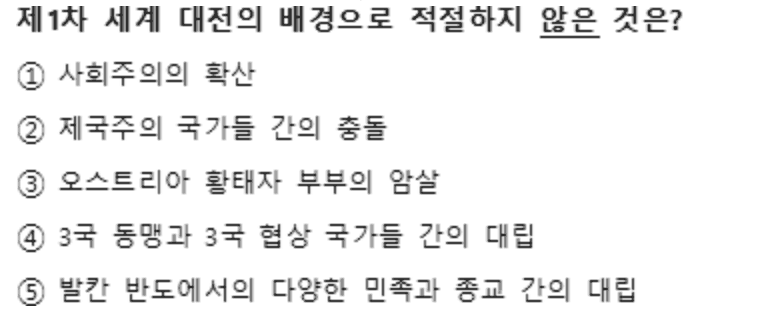 제1차 세계 대전의 배경으로 적절하지 않은 것은?
① 사회주의의 확산
② 제국주의 국가들 간의 충돌
③ 오스트리아 황태자 부부의 암살
④ 3국 동맹과 3국 협상 국가들 간의 대립
⑤ 발칸 반도에서의 다양한 민족과 종교 간의 대립